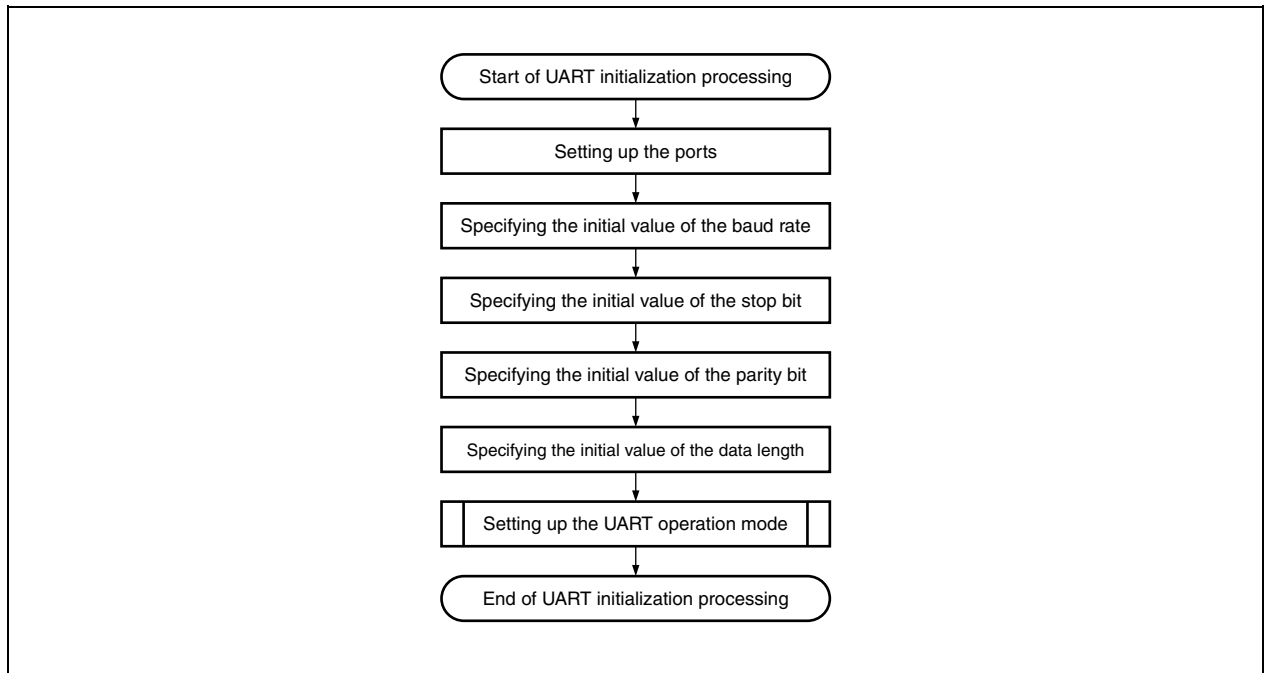 Start of UART initialization processing
Setting up the ports
Specifying the initial value of the baud rate
Specifying the initial value of the stop bit
Specifying the initial value of the parity bit
Specifying the initial value of the data length
Setting up the UART operation mode
End of UART initialization processing